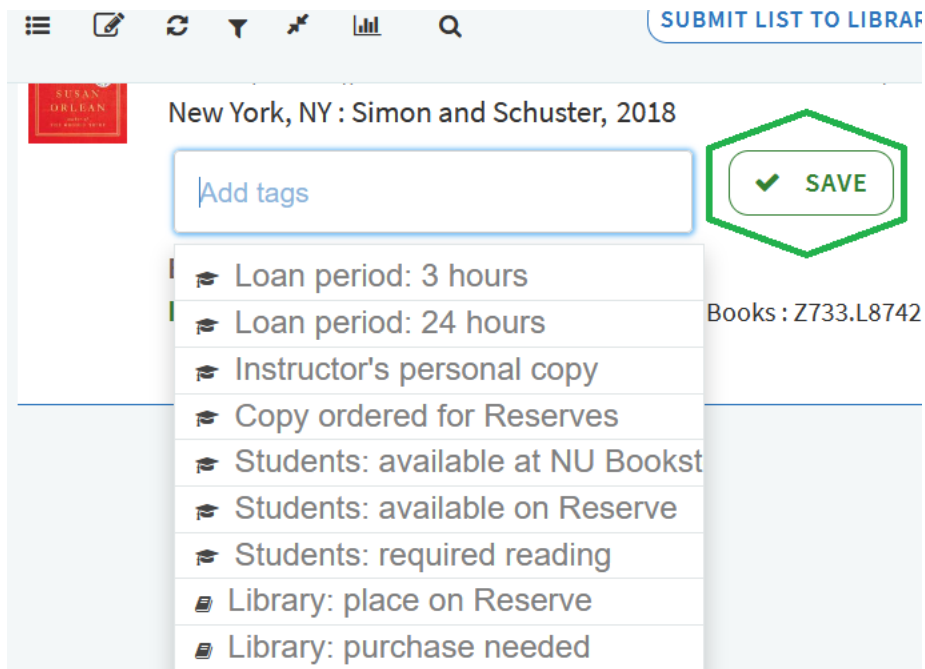 SUBMIT LIST TO LIBRAR
SUSAN
ORLEAN
New York, NY : Simon and Schuster, 2018
Add tags
SAVE
Loan period: 3 hours
Loan period: 24 hours
Books : Z733.L8742
Instructor's personal copy
Copy ordered for Reserves
Students: available at NU Bookst
Students: available on Reserve
Students: required reading
Library: place on Reserve
Library: purchase needed